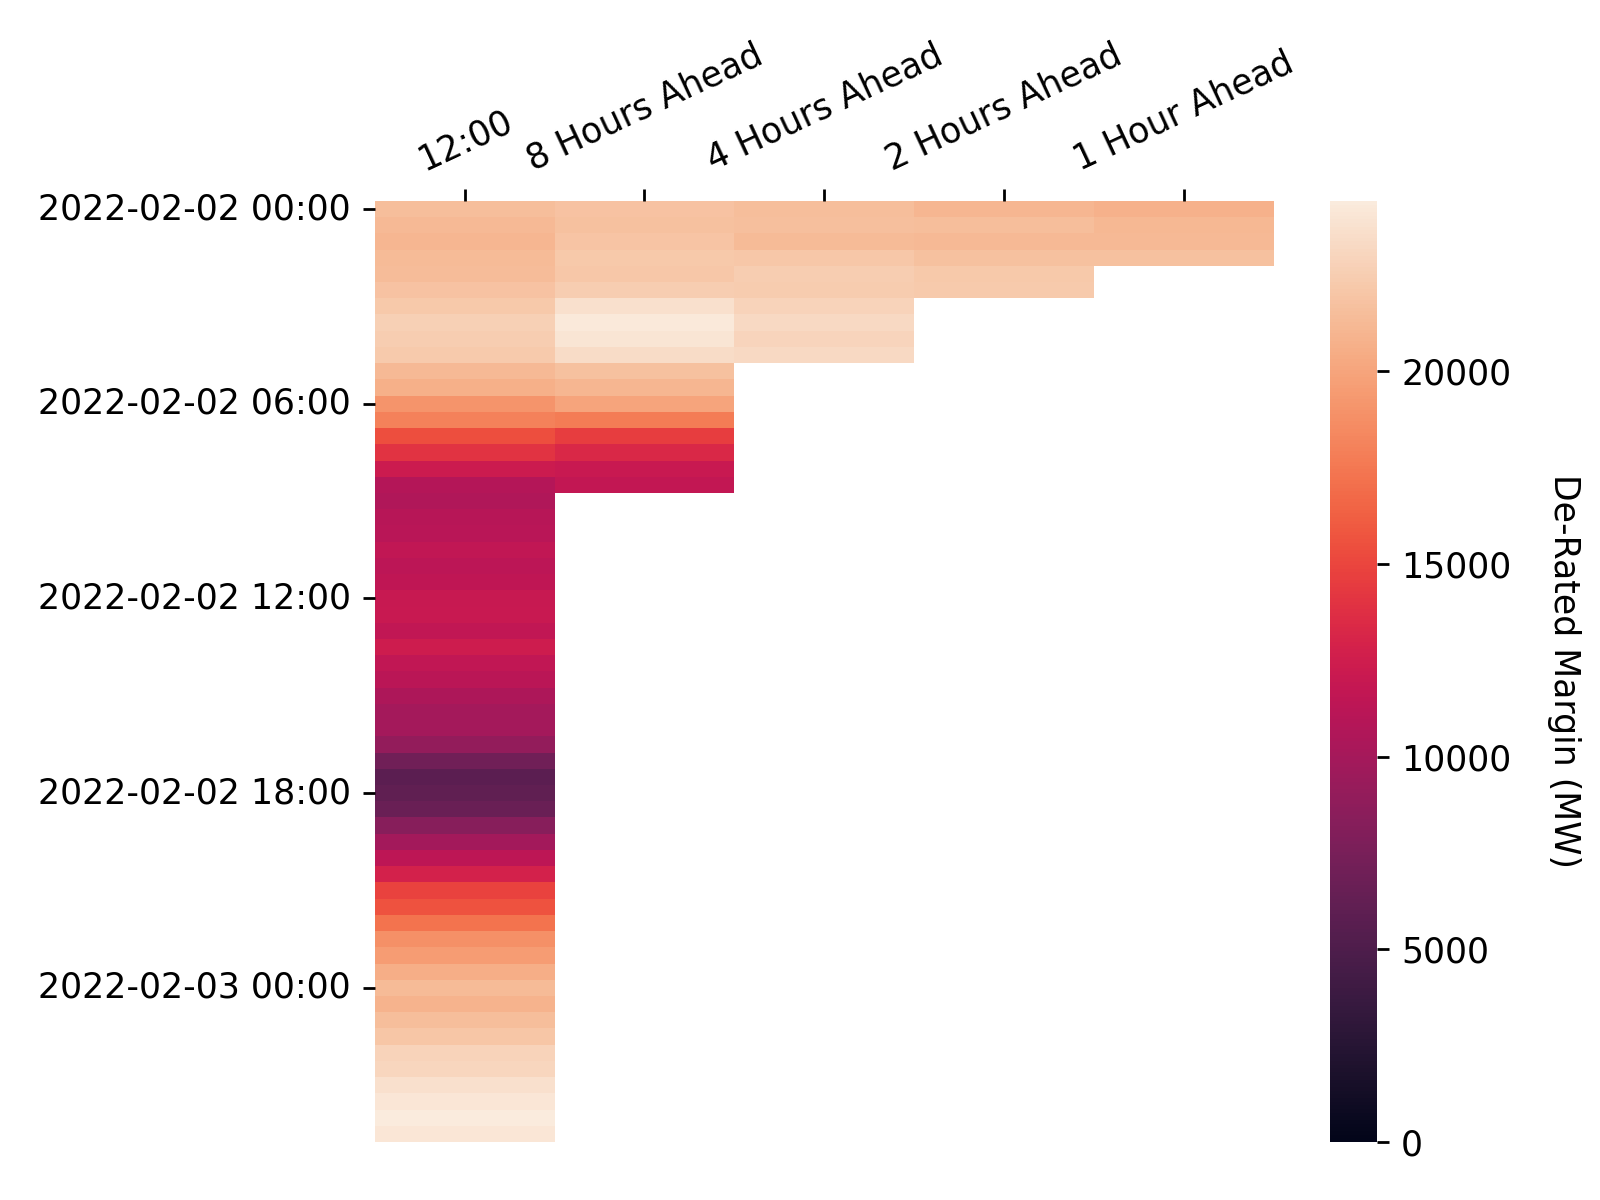 12:00
8 Hours Ahead
4 Hours Ahead
2 Hours Ahead
1 Hour Ahead
2022-02-02 00:00
2022-02-02 06:00
2022-02-02 12:00
2022-02-02 18:00
2022-02-03 00:00
20000
15000
10000
5000
0
De-Rated Margin (MW)